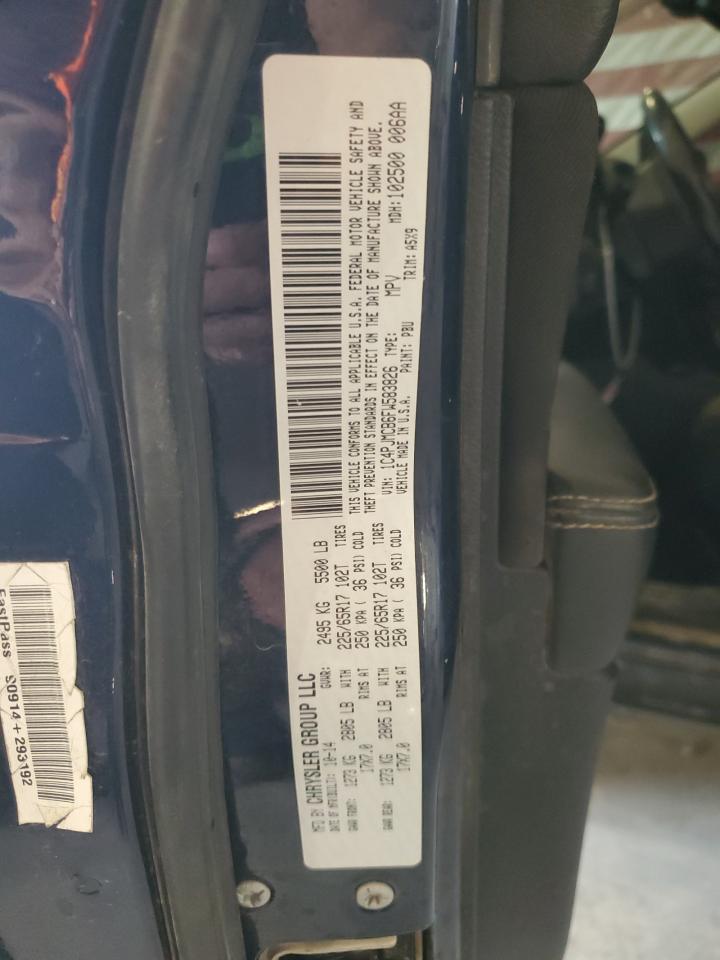 MFD BY: CHRYSLER GROUP LLC
DATE OF MFR(BUILT): 10-14 GVWR: 2495 KG 5500 LB
GAWR FRONT: 1273 KG 2805 LB WITH 225/65R17 102T TIRES
17X7.0 RIMS AT 250 KPA ( 36 PSI) COLD
GAWR REAR: 1273 KG 2805 LB WITH 225/65R17 102T TIRES
17X7.0 RIMS AT 250 KPA ( 36 PSI) COLD
THIS VEHICLE CONFORMS TO ALL APPLICABLE U.S.A. FEDERAL MOTOR VEHICLE SAFETY AND
THEFT PREVENTION STANDARDS IN EFFECT ON THE DATE OF MANUFACTURE SHOWN ABOVE.
VIN: 1C4PJMCB6FW583826 TYPE: MPV MDH: 102500 006AA
VEHICLE MADE IN U.S.A. PAINT: PBU TRIM: A5X9
FastPass
00914+293192